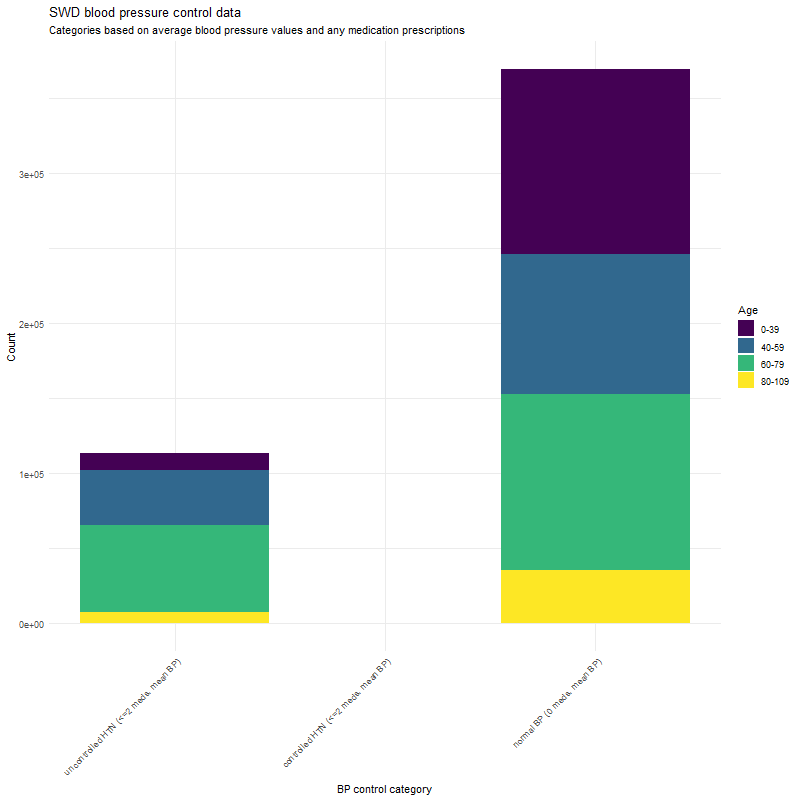 SWD blood pressure control data
Categories based on average blood pressure values and any medication prescriptions
3e+05
2e+05
1e+05
0e+00
Count
uncontrolled HTN (<=2 meds, mean BP)
controlled HTN (<=2 meds, mean BP)
normal BP (0 meds, mean BP)
BP control category
Age
0-39
40-59
60-79
80-109